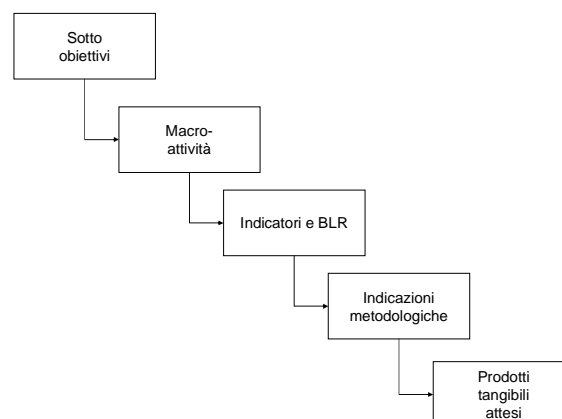 Sotto
obiettivi
Macro-
attività
Indicatori e BLR
Indicazioni
metodologiche
Prodotti
tangibili
attesi